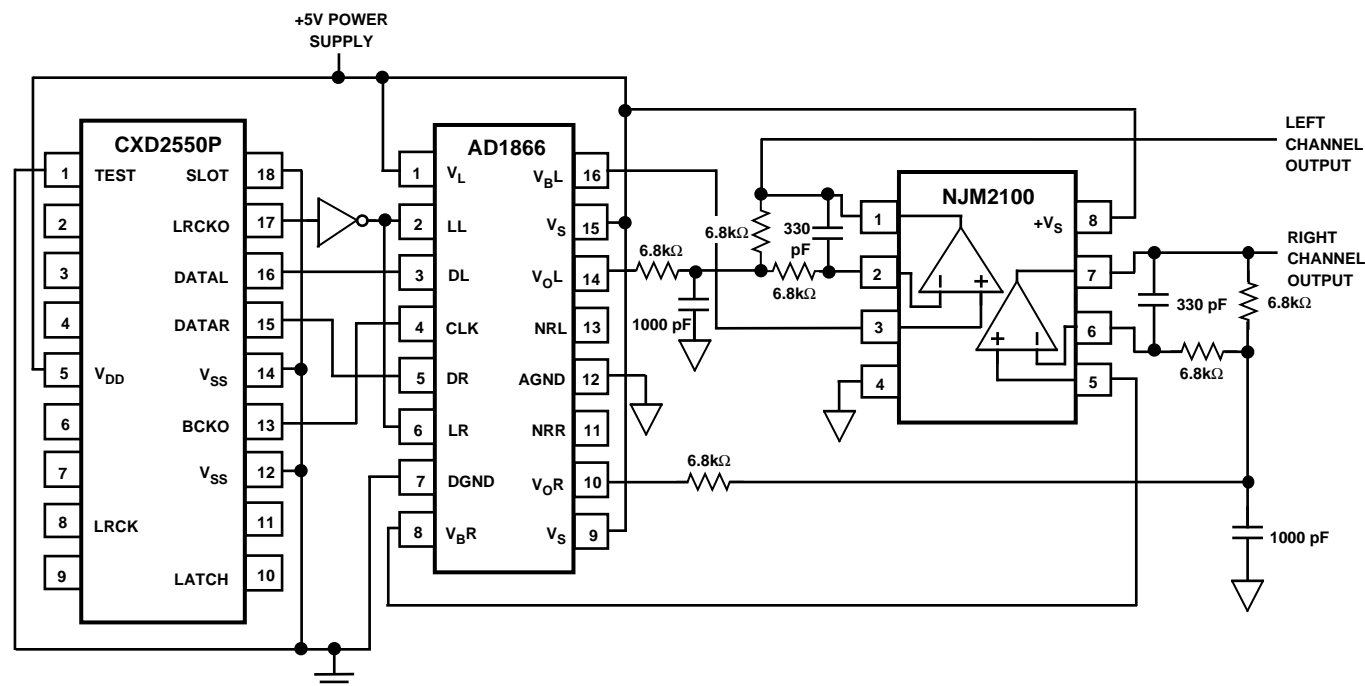 +5V POWER
SUPPLY
CXD2550P
1
TEST
SLOT
18
2
LRCKO
17
3
DATAL
16
4
DATAR
15
5
VDD
VSS
14
6
BCKO
13
7
VSS
12
8
LRCK
11
9
LATCH
10
AD1866
1
VL
VBL
16
2
LL
VS
15
3
DL
VOL
14
4
CLK
NRL
13
5
DR
AGND
12
6
LR
NRR
11
7
DGND
VOR
10
8
VBR
VS
9
6.8kΩ
1000 pF
6.8kΩ
330
pF
6.8kΩ
6.8kΩ
NJM2100
1
+VS
8
2
7
3
6
4
5
LEFT
CHANNEL
OUTPUT
RIGHT
CHANNEL
OUTPUT
330 pF
6.8kΩ
6.8kΩ
1000 pF